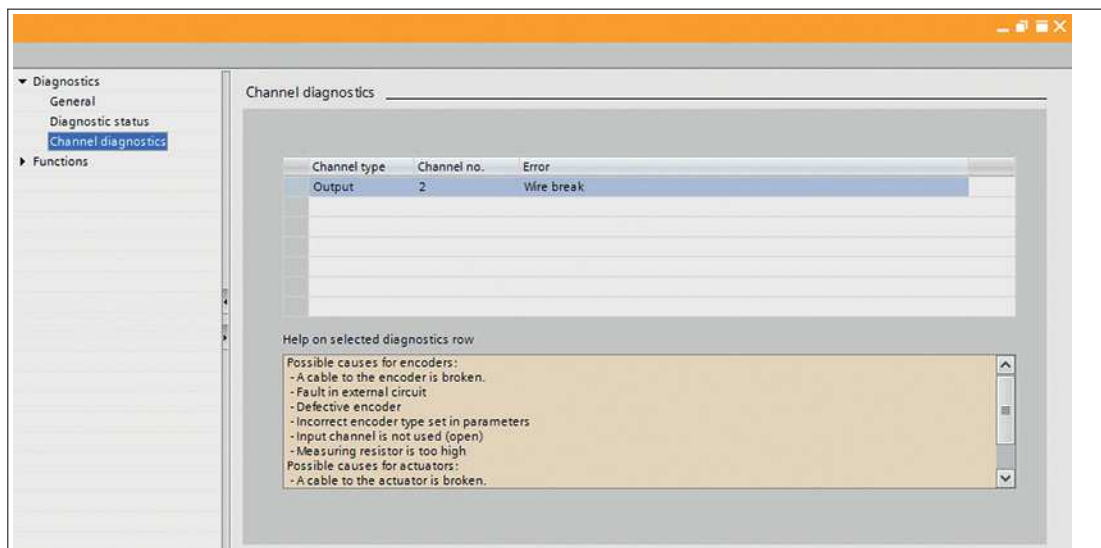 Diagnostics
General
Diagnostic status
Channel diagnostics
Functions
Channel diagnostics
Channel type Channel no. Error
Output 2 Wire break
Help on selected diagnostics row
Possible causes for encoders:
- A cable to the encoder is broken.
- Fault in external circuit
- Defective encoder
- Incorrect encoder type set in parameters
- Input channel is not used (open)
- Measuring resistor is too high
Possible causes for actuators:
- A cable to the actuator is broken.